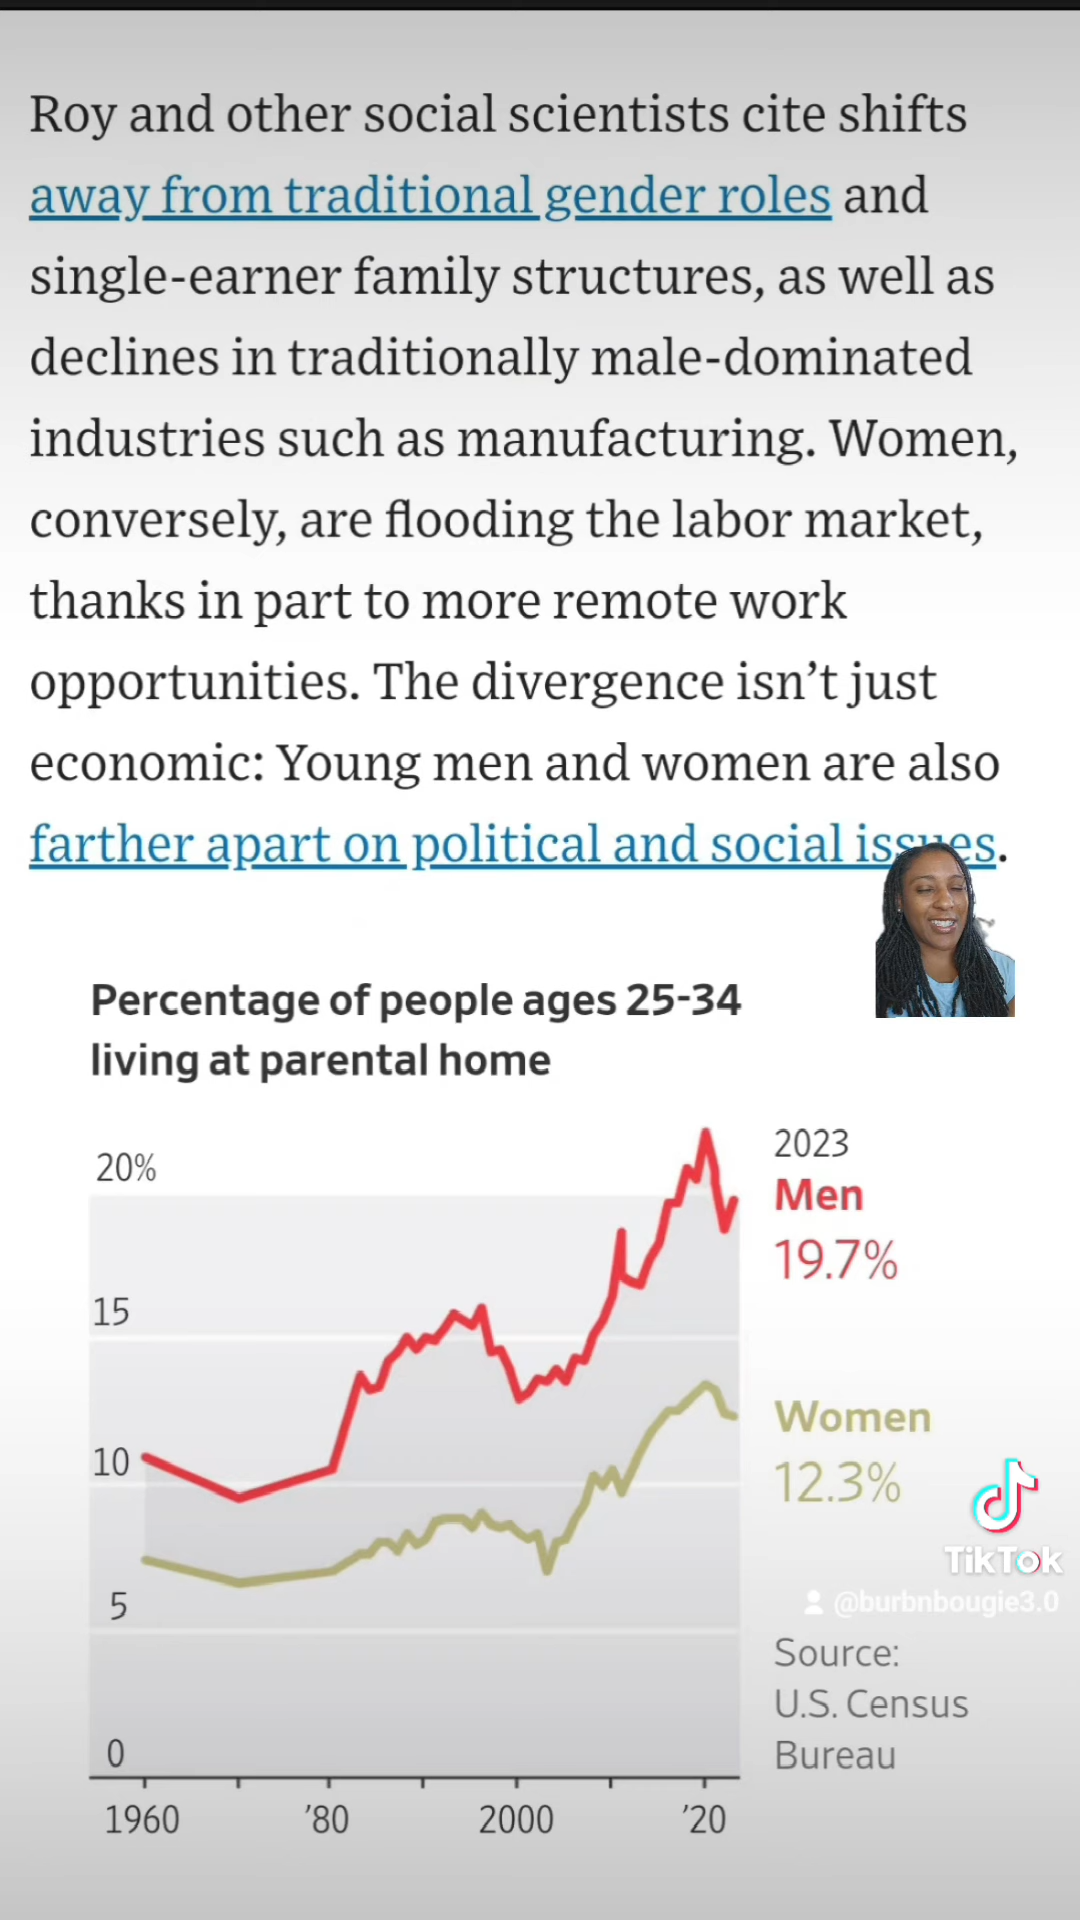 Roy and other social scientists cite shifts
away from traditional gender roles and
single-earner family structures, as well as
declines in traditionally male-dominated
industries such as manufacturing. Women,
conversely, are flooding the labor market,
thanks in part to more remote work
opportunities. The divergence isn’t just
economic: Young men and women are also
farther apart on political and social issues.
Percentage of people ages 25-34
living at parental home
20%
15
10
5
0
1960
’80
2000
’20
2023
Men
19.7%
Women
12.3%
TikTok
@burbnbougie3.0
Source:
U.S. Census
Bureau